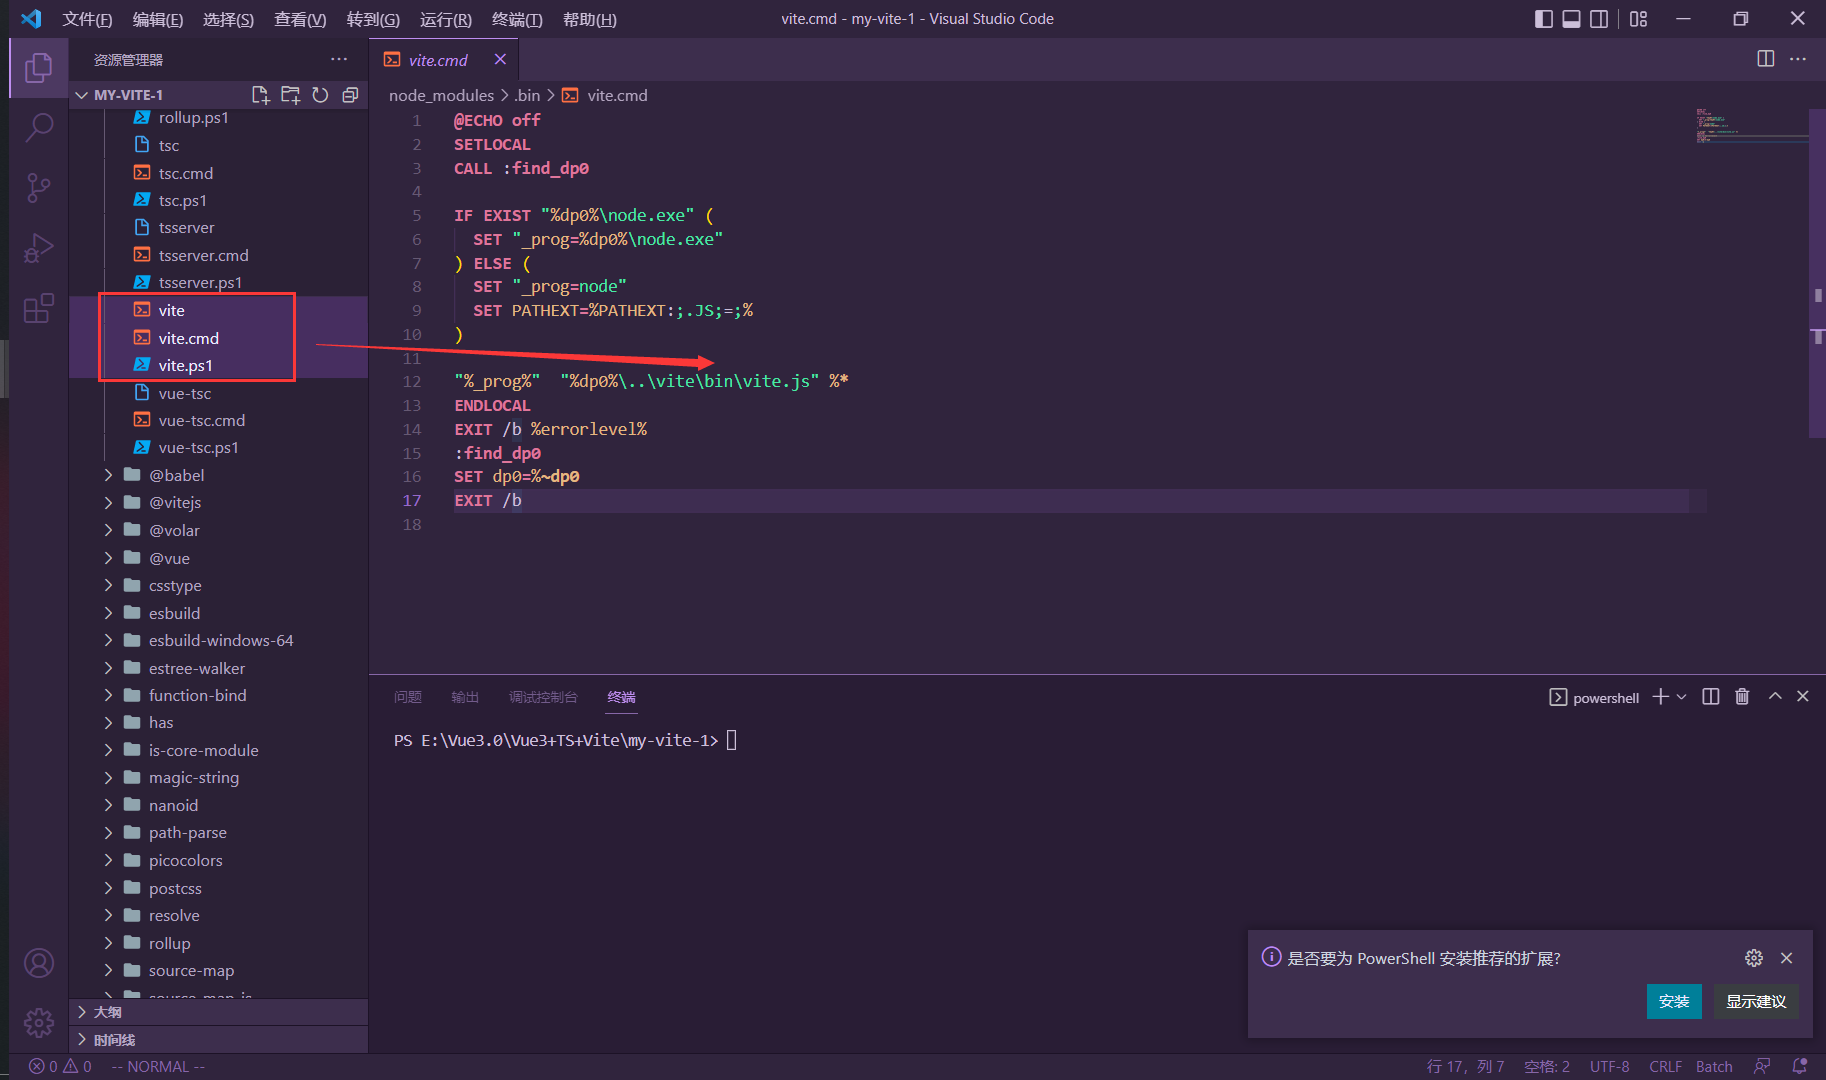 文件(F) 编辑(E) 选择(S) 查看(V) 转到(G) 运行(R) 终端(T) 帮助(H)
vite.cmd - my-vite-1 - Visual Studio Code
资源管理器
MY-VITE-1
rollup.ps1
tsc
tsc.cmd
tsc.ps1
tsserver
tsserver.cmd
tsserver.ps1
vite
vite.cmd
vite.ps1
vue-tsc
vue-tsc.cmd
vue-tsc.ps1
@babel
@vitejs
@volar
@vue
csstype
esbuild
esbuild-windows-64
estree-walker
function-bind
has
is-core-module
magic-string
nanoid
path-parse
picocolors
postcss
resolve
rollup
source-map
source-map-js
大纲
时间线
vite.cmd
node_modules > .bin > vite.cmd
1 @ECHO off
2 SETLOCAL
3 CALL :find_dp0
4
5 IF EXIST "%dp0%\node.exe" (
6 SET "_prog=%dp0%\node.exe"
7 ) ELSE (
8 SET "_prog=node"
9 SET PATHEXT=%PATHEXT:;.JS;=;%
10 )
11
12 "%_prog%"  "%dp0%\..\vite\bin\vite.js" %*
13 ENDLOCAL
14 EXIT /b %errorlevel%
15 :find_dp0
16 SET dp0=%~dp0
17 EXIT /b
18
问题 输出 调试控制台 终端
powershell
PS E:\Vue3.0\Vue3+TS+Vite\my-vite-1>
是否要为 PowerShell 安装推荐的扩展?
安装 显示建议
0 0 -- NORMAL --
行 17，列 7 空格: 2 UTF-8 CRLF Batch